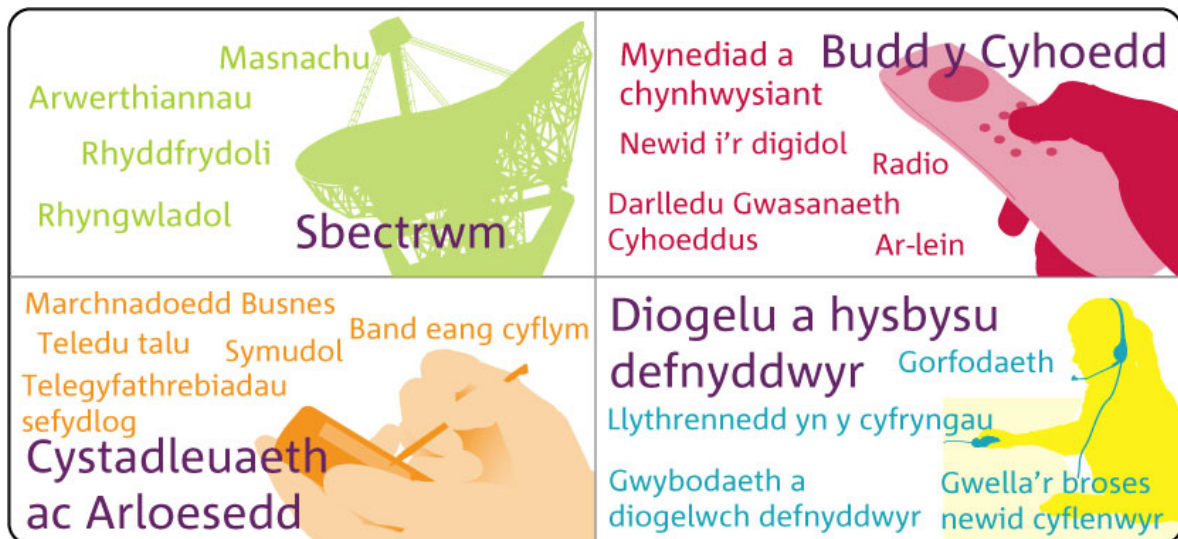 Masnachu
Arwerthiannau
Rhyddfrydoli
Rhyngwladol
Sbectrwm
Budd y Cyhoedd
Mynediad a
chynhwysiant
Newid i'r digidol
Radio
Darlledu Gwasanaeth
Cyhoeddus
Ar-lein
Marchnadoedd Busnes
Teledu talu
Symudol
Band eang cyflym
Telegyfathrebiadau
sefydlog
Cystadleuaeth
ac Arloesedd
Diogelu a hysbysu
defnyddwyr
Gorfodaeth
Llythrennedd yn y cyfryngau
Gwybodaeth a
diogelwch defnyddwyr
Gwella'r broses
newid cyflenwyr